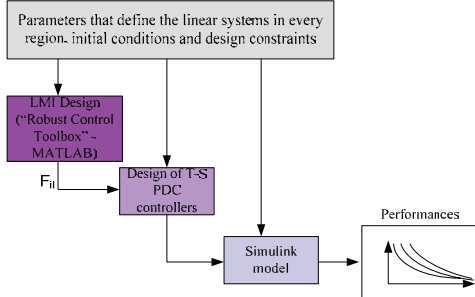 Parameters that define the linear systems in every
region, initial conditions and design constraints
LMI Design
("Robust Control
Toolbox" -
MATLAB)
Fil
Design of T-S
PDC
controllers
Performances
Simulink
model